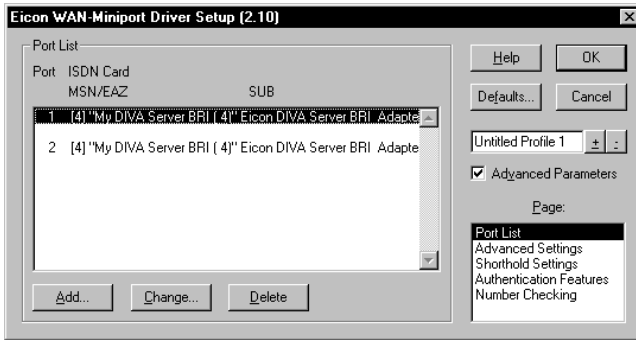 Eicon WAN-Miniport Driver Setup (2.10)
Port List
Port ISDN Card
MSN/EAZ SUB
1 [4] "My DIVA Server BRI ( 4)" Eicon DIVA Server BRI Adapte
2 [4] "My DIVA Server BRI ( 4)" Eicon DIVA Server BRI Adapte
Add... Change... Delete
Help OK
Defaults... Cancel
Untitled Profile 1 + -
Advanced Parameters
Page:
Port List
Advanced Settings
Shorthold Settings
Authentication Features
Number Checking